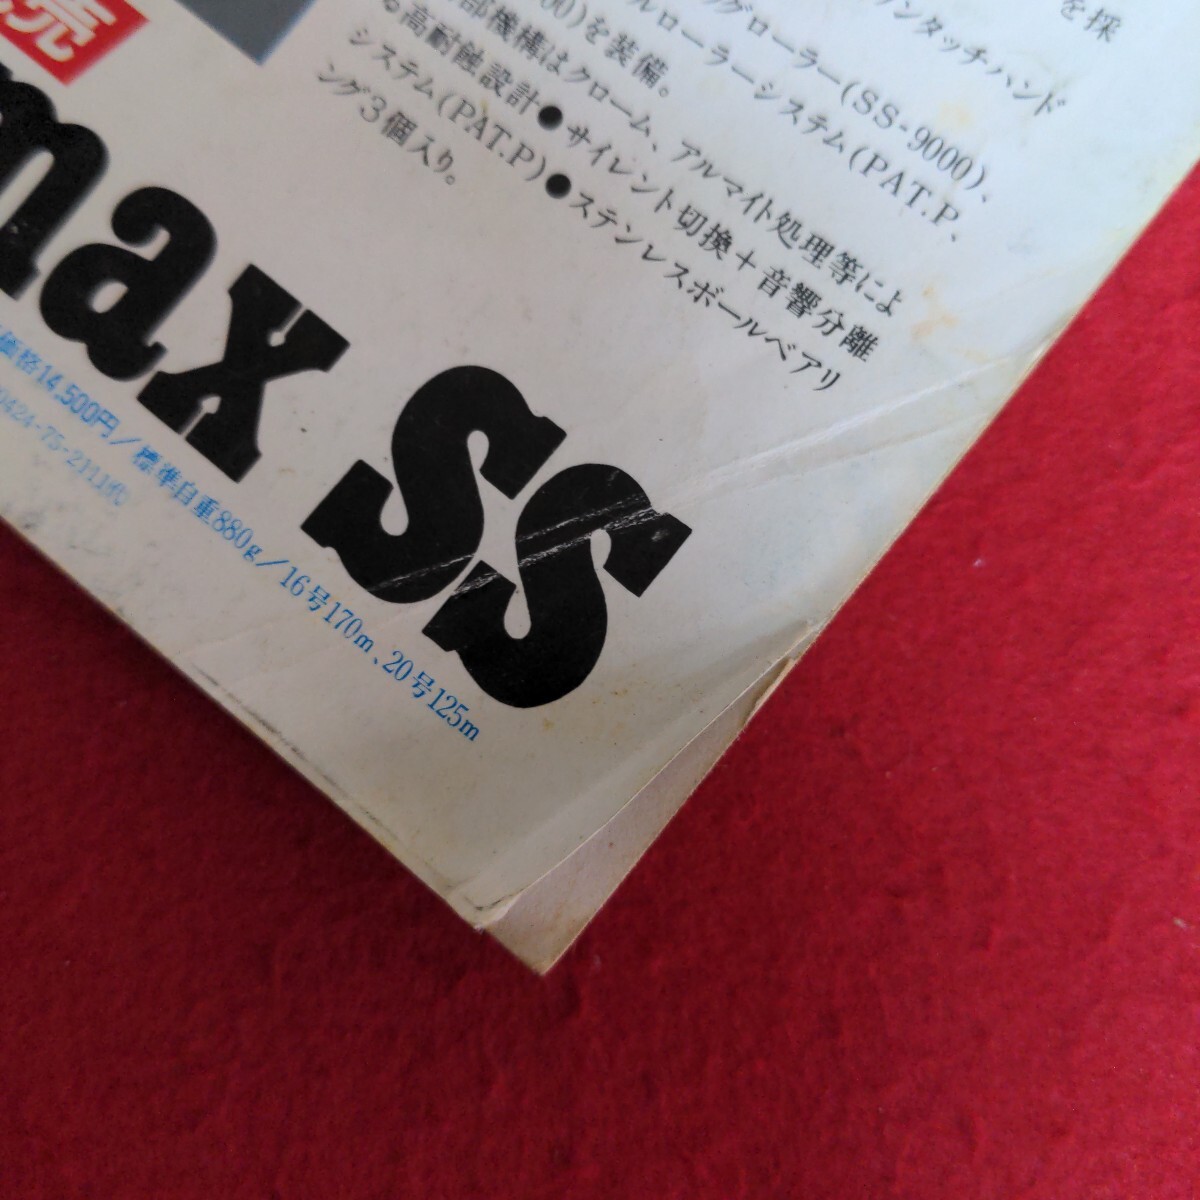 を採
ワンタッチハンド
グローラー(SS-9000)、
ルローラーシステム(PAT.P、
00)を装備。
部機構はクローム、アルマイト処理等によ
。高耐蝕設計●サイレント切換＋音響分離
システム(PAT.P)●ステンレスボールベアリ
ング3個入り。
売
max SS
価格14,500円／標準自重880g／16号170m、20号125m
0424-75-2111代